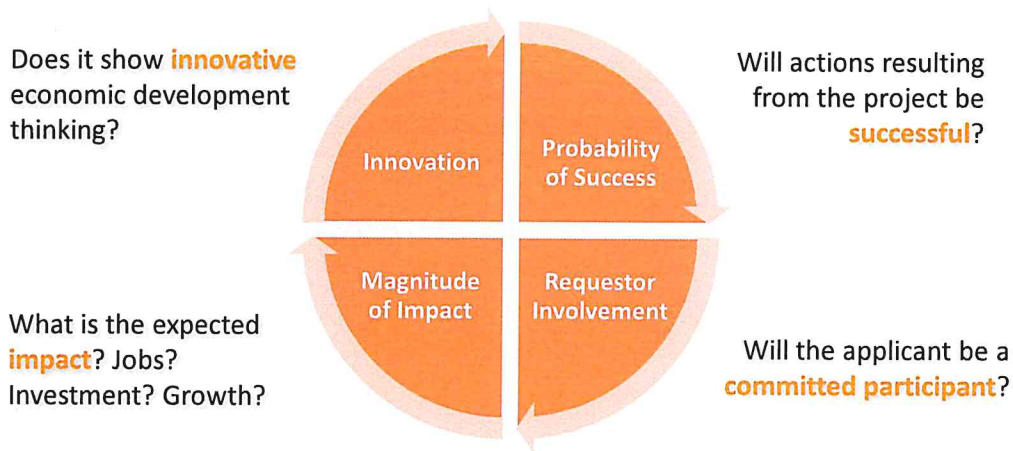 Does it show innovative
economic development
thinking?
Innovation
Probability
of Success
Will actions resulting
from the project be
successful?
Magnitude
of Impact
Requestor
Involvement
What is the expected
impact? Jobs?
Investment? Growth?
Will the applicant be a
committed participant?